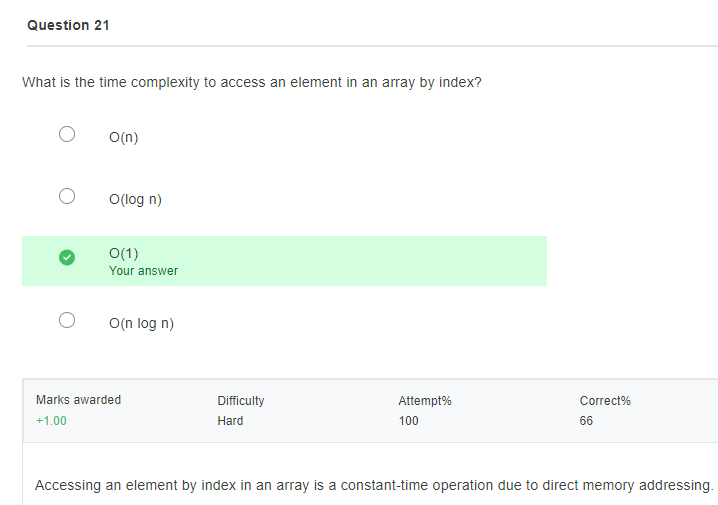 Question 21
What is the time complexity to access an element in an array by index?
O(n)
O(log n)
O(1)
Your answer
O(n log n)
Marks awarded Difficulty Attempt% Correct%
+1.00 Hard 100 66
Accessing an element by index in an array is a constant-time operation due to direct memory addressing.